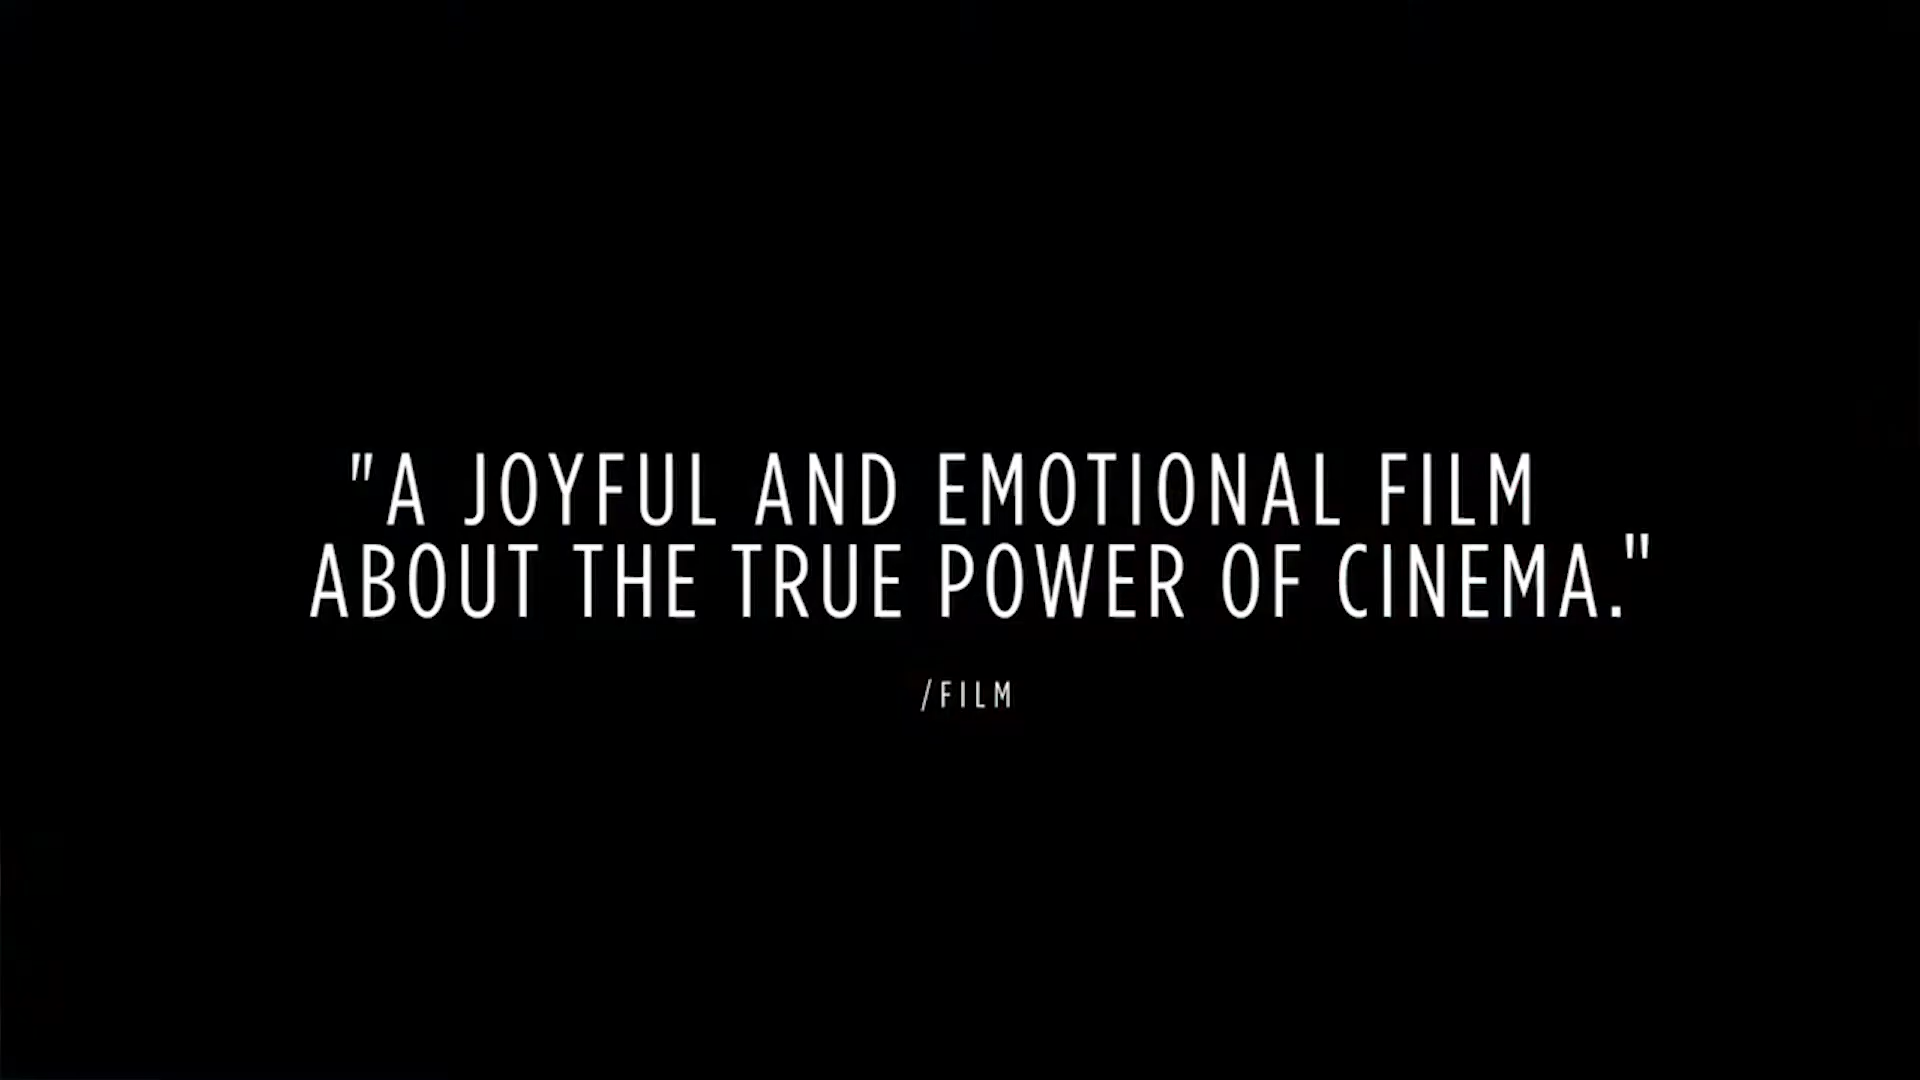 "A JOYFUL AND EMOTIONAL FILM
ABOUT THE TRUE POWER OF CINEMA."
/FILM